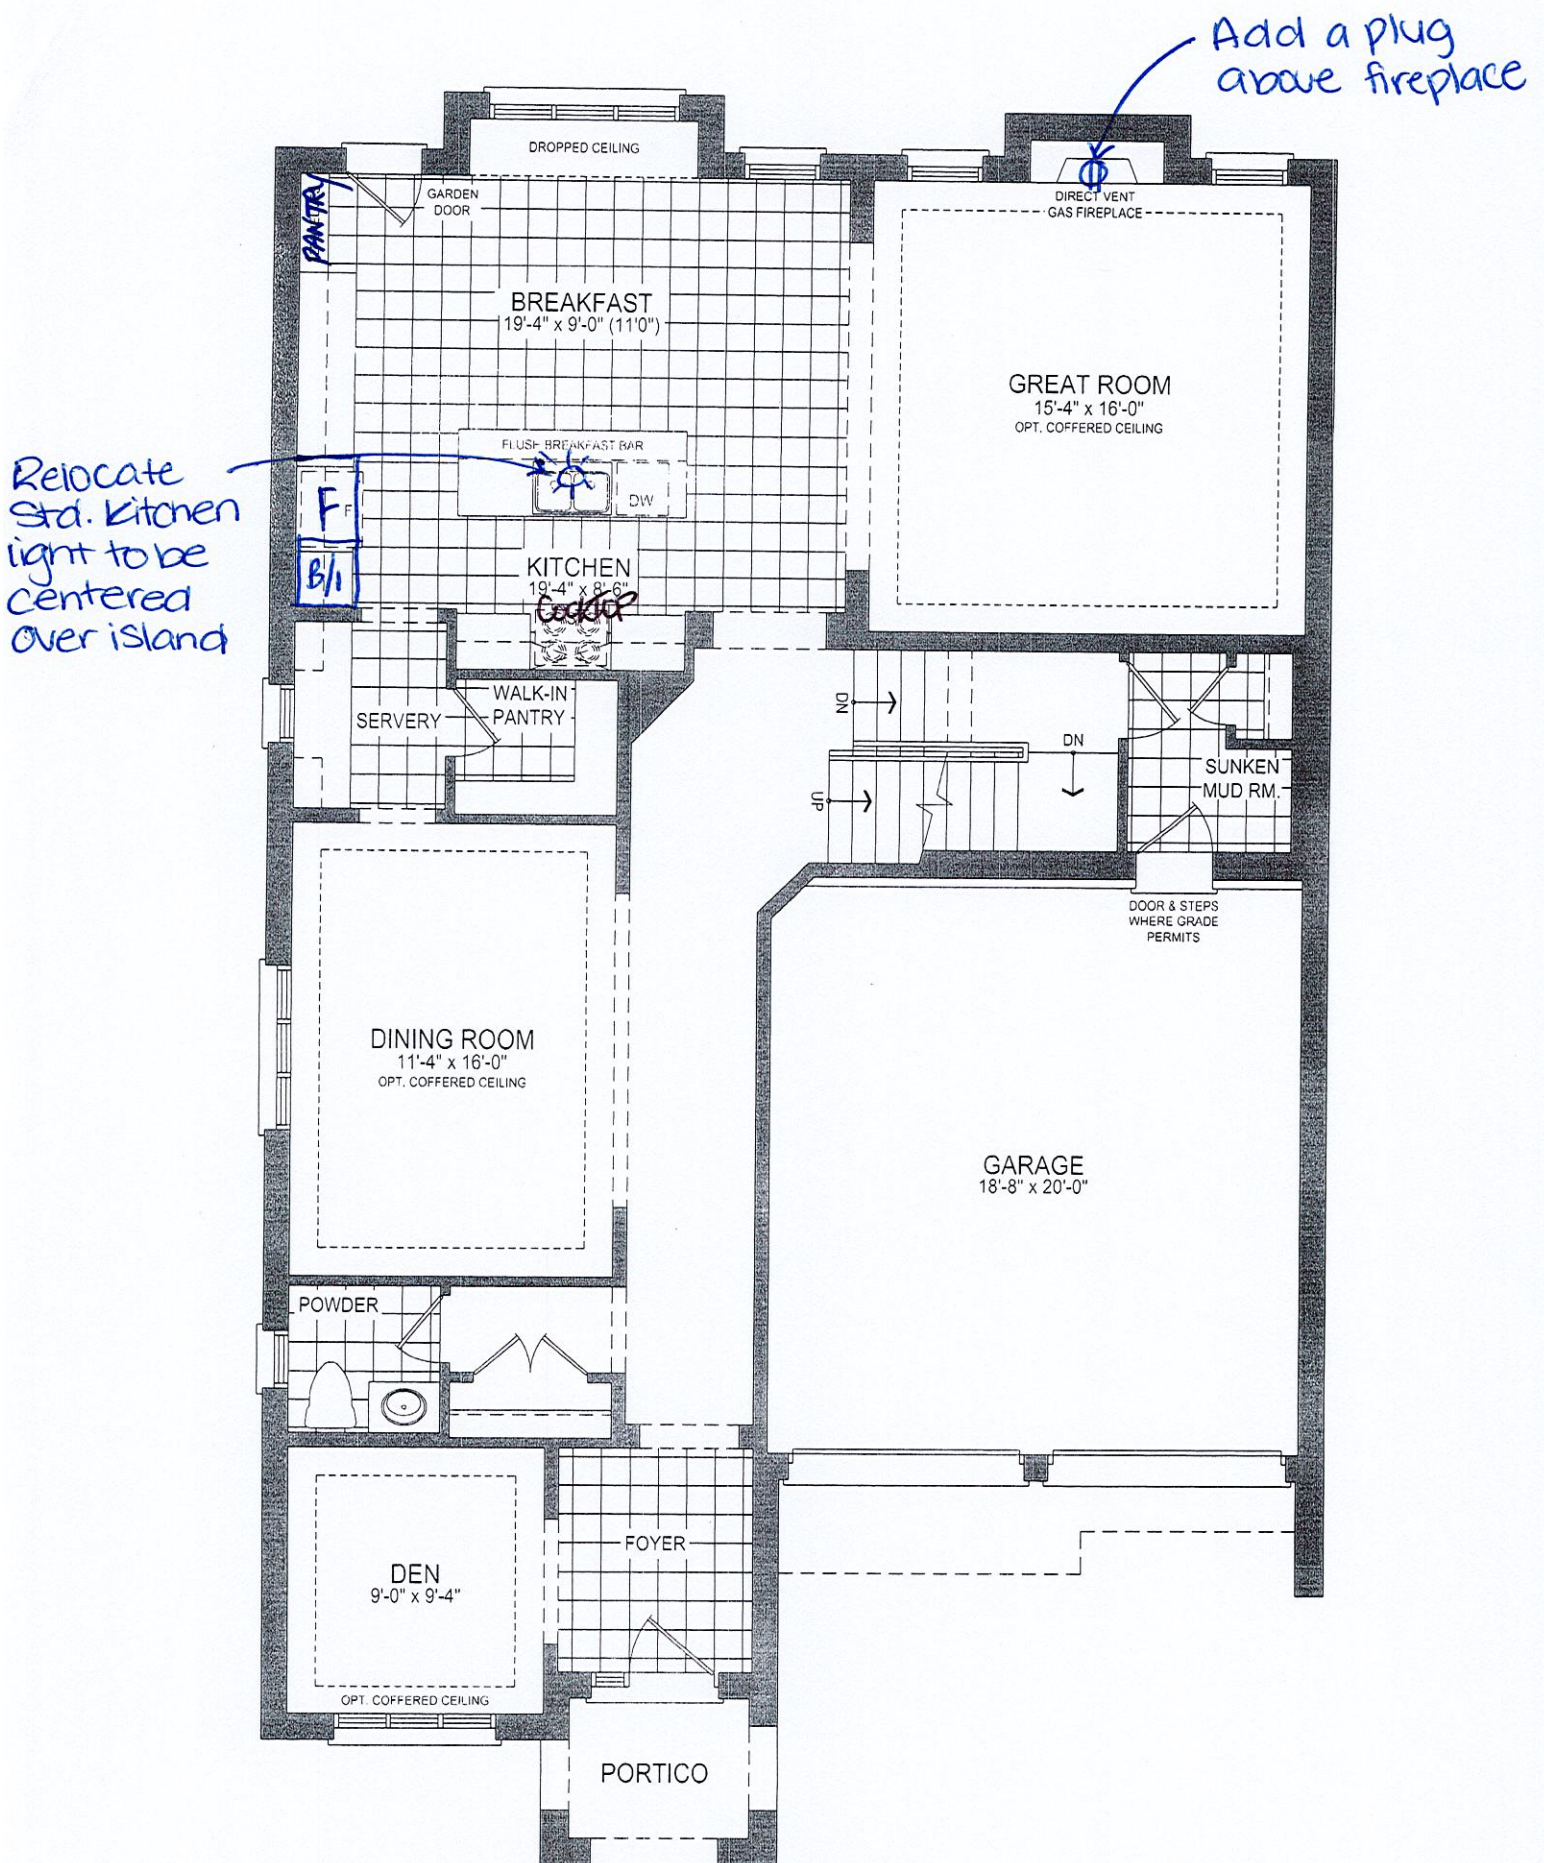 Add a plug
above fireplace
DROPPED CEILING
PANTRY
GARDEN
DOOR
DIRECT VENT
GAS FIREPLACE
BREAKFAST
19'-4" x 9'-0" (11'0")
GREAT ROOM
15'-4" x 16'-0"
OPT. COFFERED CEILING
FLUSH BREAKFAST BAR
DW
Relocate
Std. kitchen
light to be
centered
over island
F
F
B/I
KITCHEN
19'-4" x 8'-6"
COOKTOP
SERVERY
WALK-IN
PANTRY
DN
DN
UP
SUNKEN
MUD RM.
DOOR & STEPS
WHERE GRADE
PERMITS
DINING ROOM
11'-4" x 16'-0"
OPT. COFFERED CEILING
GARAGE
18'-8" x 20'-0"
POWDER
FOYER
DEN
9'-0" x 9'-4"
OPT. COFFERED CEILING
PORTICO